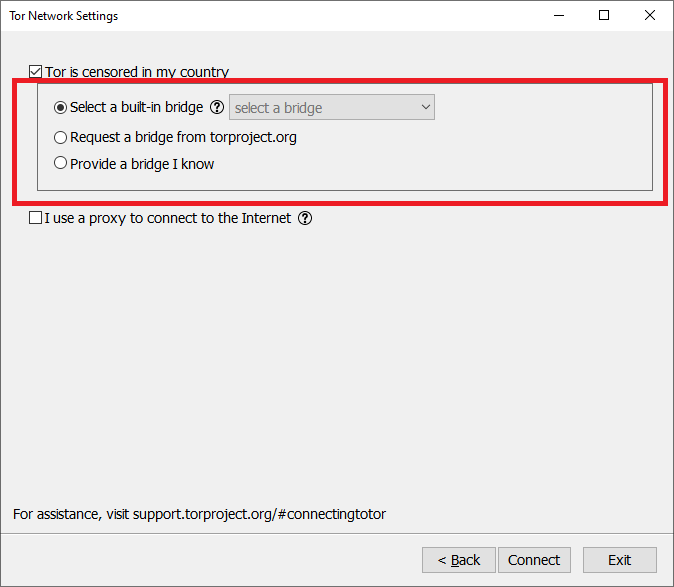 Tor Network Settings
Tor is censored in my country
Select a built-in bridge ? select a bridge
Request a bridge from torproject.org
Provide a bridge I know
I use a proxy to connect to the Internet ?
For assistance, visit support.torproject.org/#connectingtotor
< Back Connect Exit